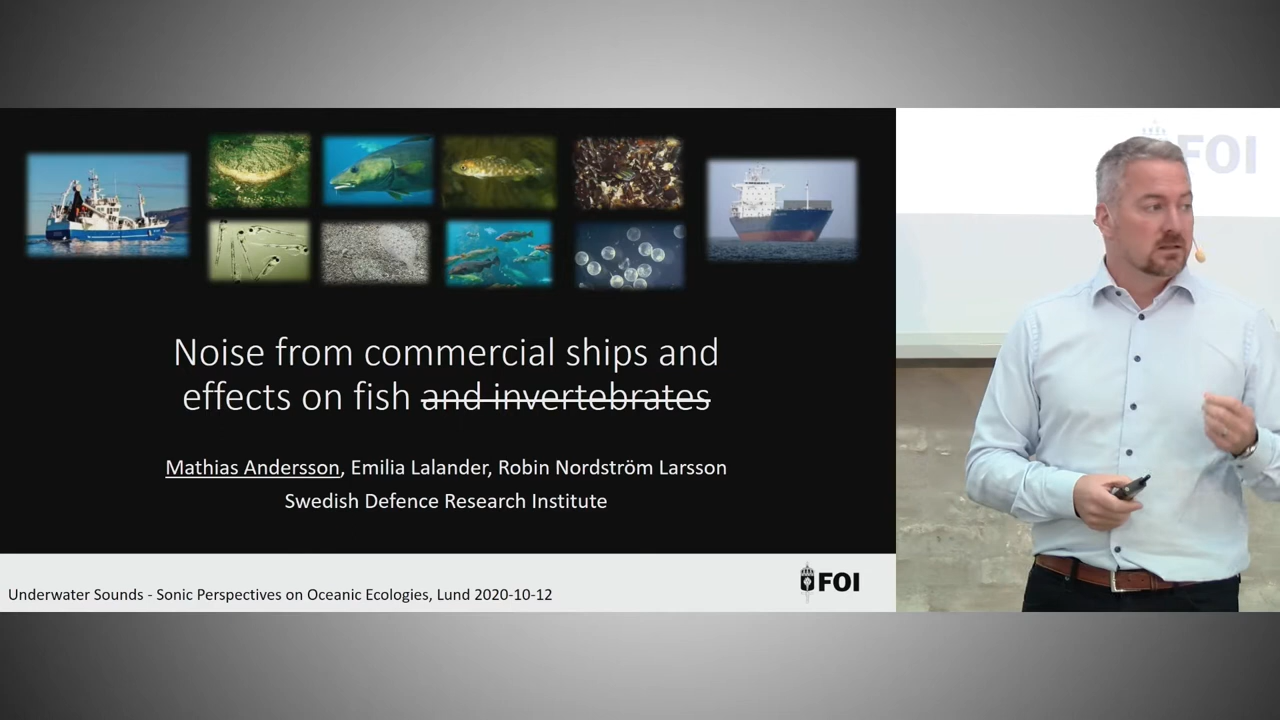 FOI
Noise from commercial ships and
effects on fish and invertebrates
Mathias Andersson, Emilia Lalander, Robin Nordström Larsson
Swedish Defence Research Institute
Underwater Sounds - Sonic Perspectives on Oceanic Ecologies, Lund 2020-10-12
FOI